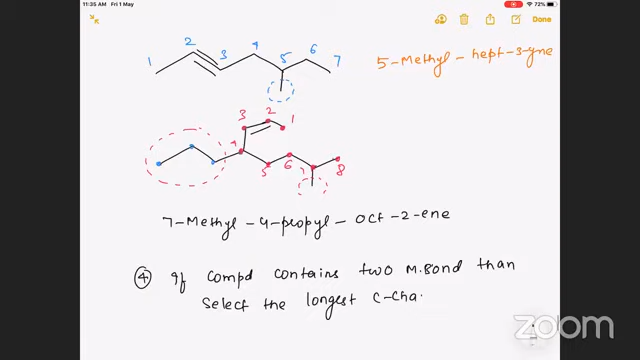 11:35 AM Fri 1 May
72%
Done
1 2 3 4 5 6 7
5-Methyl-hept-3-yne
3 2 1
4 5 6 7 8
7-Methyl-4-propyl-oct-2-ene
④ If Compd contains two M.Bond than
Select the longest C-Cha
zoom